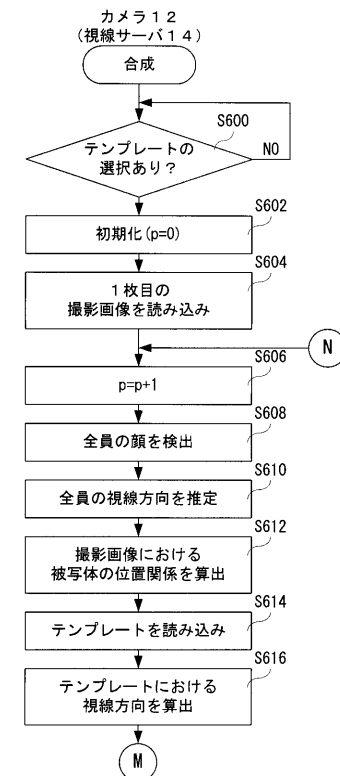 カメラ12
(視線サーバ14)
合成
S600
テンプレートの
選択あり?
NO
S602
初期化(p=0)
S604
1枚目の
撮影画像を読み込み
N
S606
p=p+1
S608
全員の顔を検出
S610
全員の視線方向を推定
S612
撮影画像における
被写体の位置関係を算出
S614
テンプレートを読み込み
S616
テンプレートにおける
視線方向を算出
M